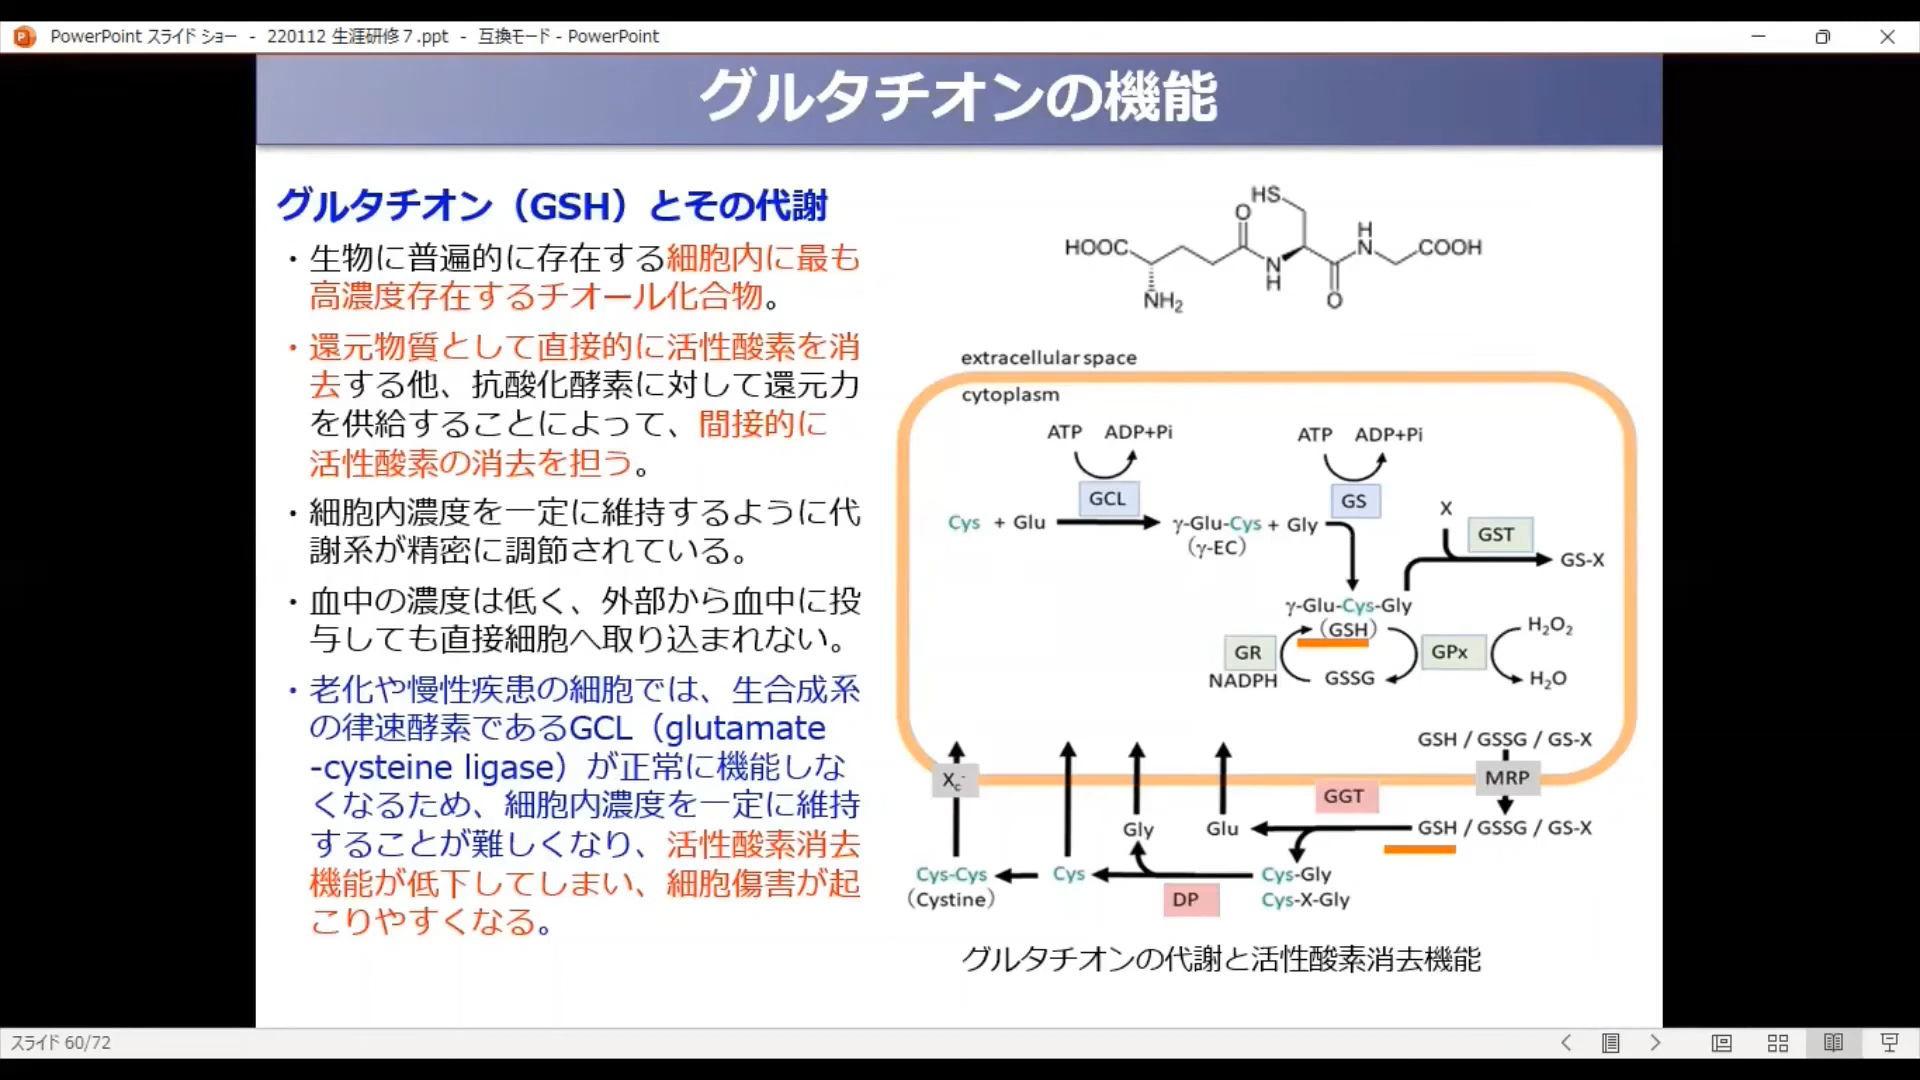 PowerPoint スライド ショー - 220112 生涯研修７.ppt - 互換モード - PowerPoint
グルタチオンの機能
グルタチオン（GSH）とその代謝
・生物に普遍的に存在する細胞内に最も
高濃度存在するチオール化合物。
・還元物質として直接的に活性酸素を消
去する他、抗酸化酵素に対して還元力
を供給することによって、間接的に
活性酸素の消去を担う。
・細胞内濃度を一定に維持するように代
謝系が精密に調節されている。
・血中の濃度は低く、外部から血中に投
与しても直接細胞へ取り込まれない。
・老化や慢性疾患の細胞では、生合成系
の律速酵素であるGCL（glutamate
-cysteine ligase）が正常に機能しな
くなるため、細胞内濃度を一定に維持
することが難しくなり、活性酸素消去
機能が低下してしまい、細胞傷害が起
こりやすくなる。
HS
O
H
HOOC
N
COOH
N
H
NH2
O
extracellular space
cytoplasm
ATP ADP+Pi
ATP ADP+Pi
GCL
GS
X
GST
Cys + Glu
γ-Glu-Cys + Gly
(γ-EC)
GS-X
γ-Glu-Cys-Gly
(GSH)
H2O2
GR
GPx
NADPH
GSSG
H2O
GSH / GSSG / GS-X
Xc-
MRP
GGT
Gly
Glu
GSH / GSSG / GS-X
Cys-Cys
Cys
Cys-Gly
(Cystine)
DP
Cys-X-Gly
グルタチオンの代謝と活性酸素消去機能
スライド 60/72